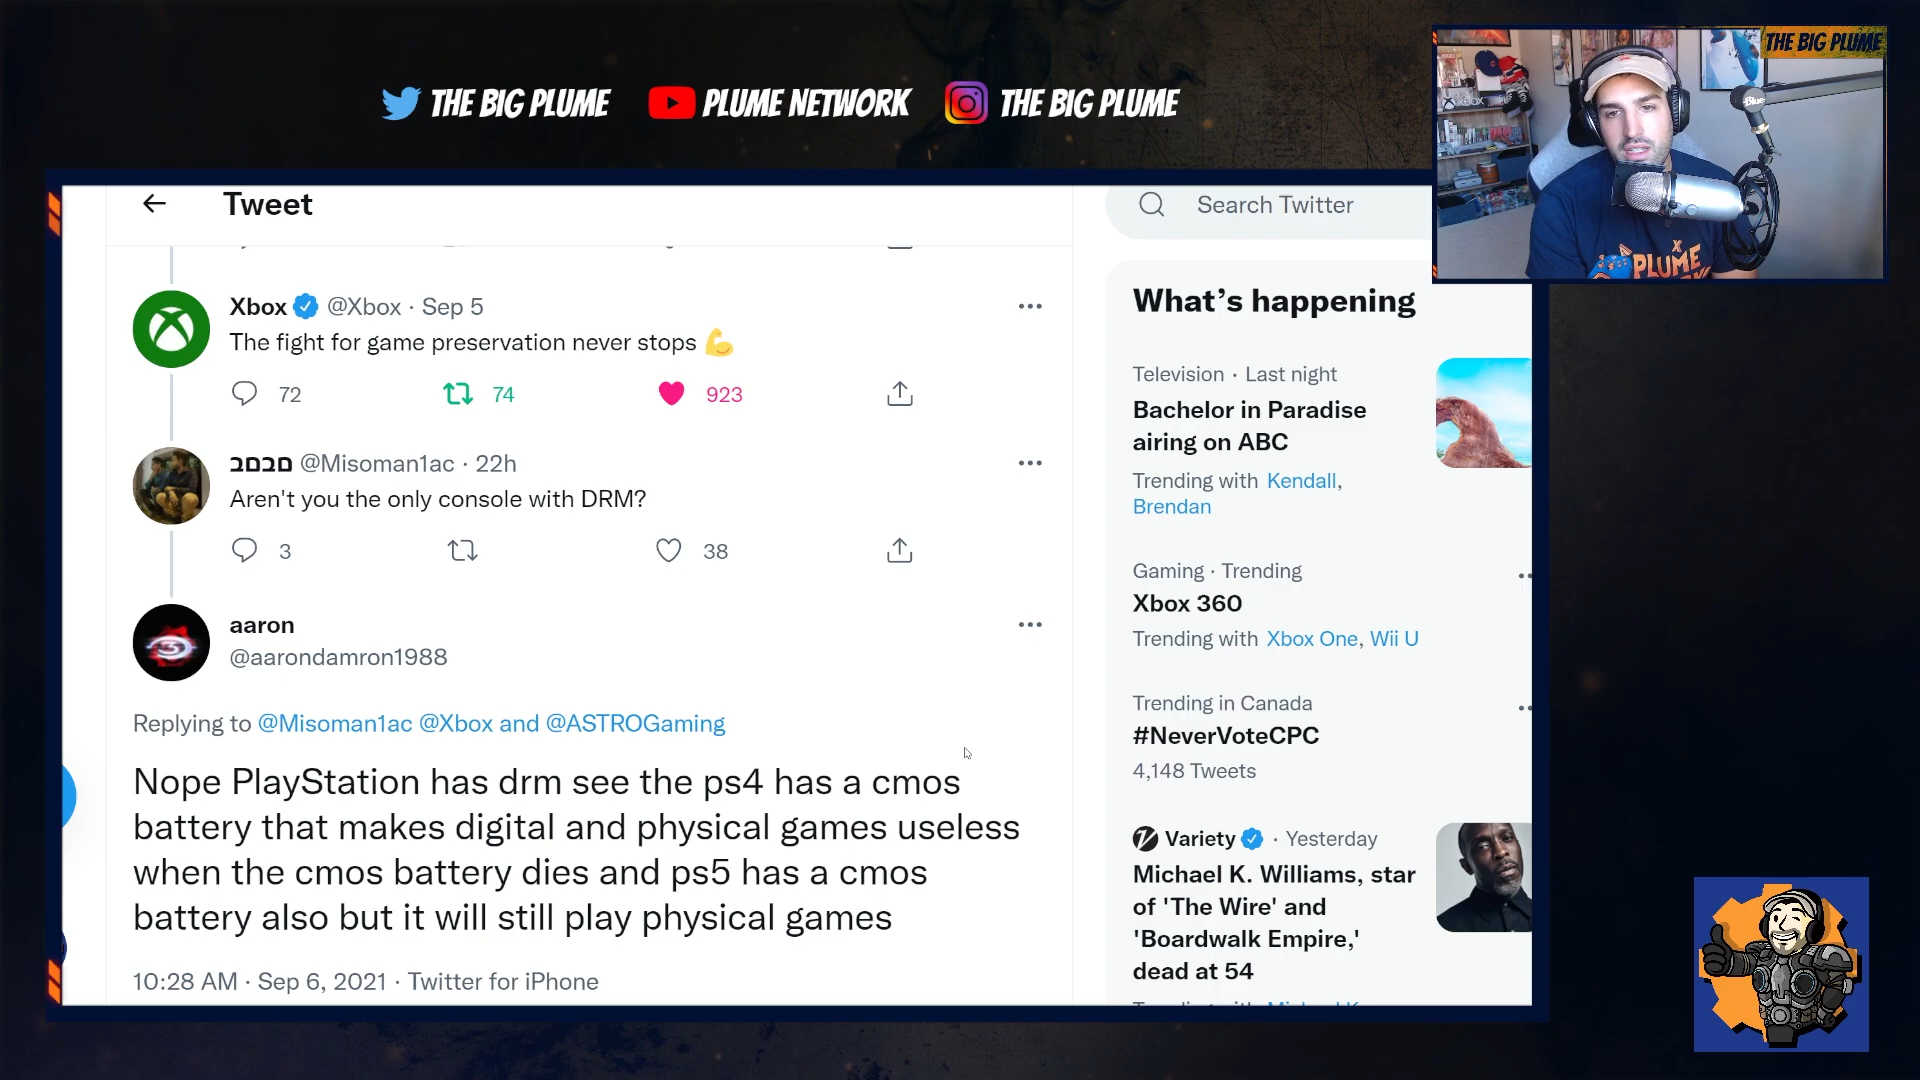 THE BIG PLUME
PLUME NETWORK
THE BIG PLUME
THE BIG PLUME
XBOX
Blue
X
PLUME
Tweet
Search Twitter
Xbox @Xbox · Sep 5
The fight for game preservation never stops 💪
72 74 923
סבסם @Misoman1ac · 22h
Aren't you the only console with DRM?
3 38
aaron
@aarondamron1988
Replying to @Misoman1ac @Xbox and @ASTROGaming
Nope PlayStation has drm see the ps4 has a cmos
battery that makes digital and physical games useless
when the cmos battery dies and ps5 has a cmos
battery also but it will still play physical games
10:28 AM · Sep 6, 2021 · Twitter for iPhone
What's happening
Television · Last night
Bachelor in Paradise
airing on ABC
Trending with Kendall,
Brendan
Gaming · Trending
Xbox 360
Trending with Xbox One, Wii U
Trending in Canada
#NeverVoteCPC
4,148 Tweets
Variety · Yesterday
Michael K. Williams, star
of 'The Wire' and
'Boardwalk Empire,'
dead at 54